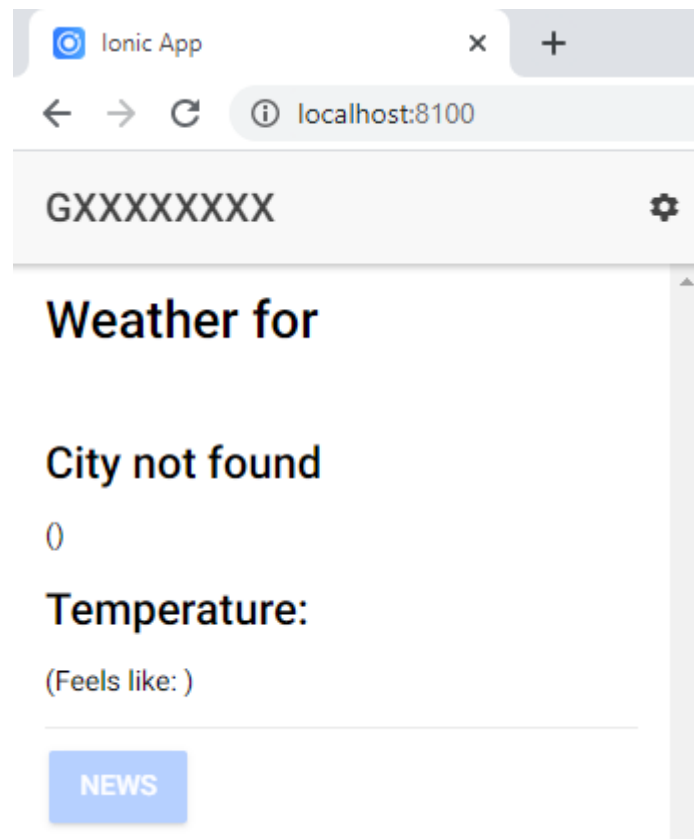 Ionic App
localhost:8100
GXXXXXXXX
Weather for
City not found
()
Temperature:
(Feels like: )
NEWS